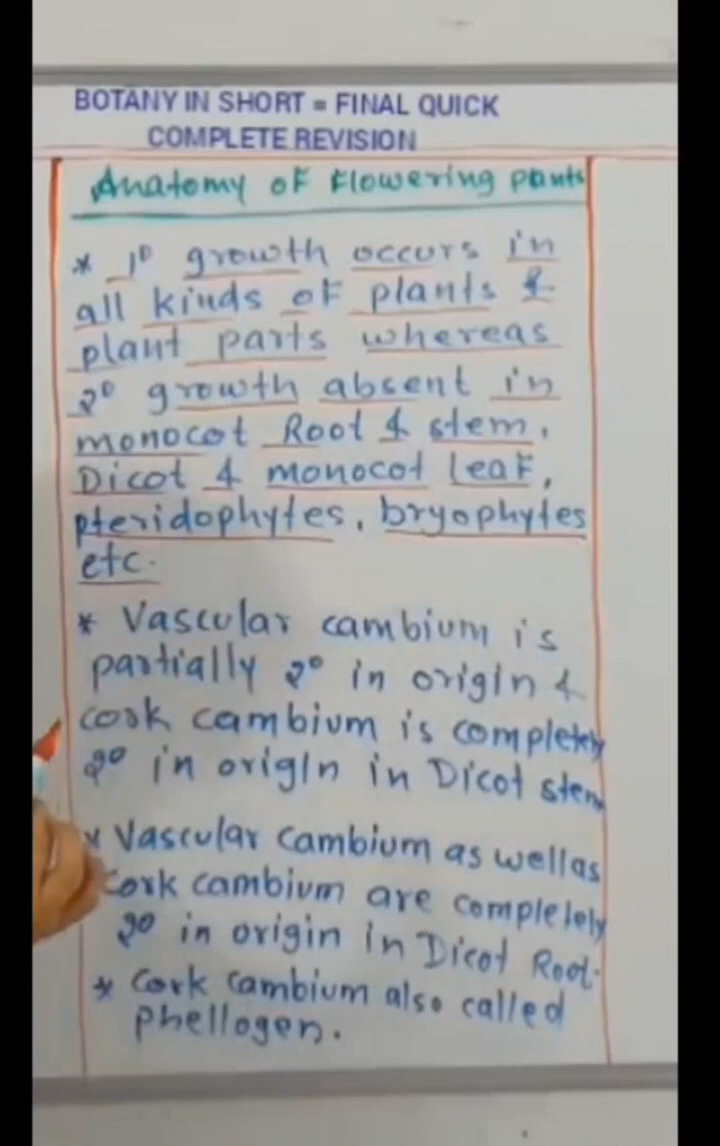 BOTANY IN SHORT = FINAL QUICK
COMPLETE REVISION
Anatomy of Flowering plants
* 1° growth occurs in
all kinds of plants &
plant parts whereas
2° growth absent in
monocot Root & stem,
Dicot & monocot leaf,
pteridophytes, bryophytes
etc.
* Vascular cambium is
partially 2° in origin &
cork cambium is completely
2° in origin in Dicot stem
* Vascular cambium as well as
cork cambium are completely
2° in origin in Dicot Root.
* Cork cambium also called
phellogen.